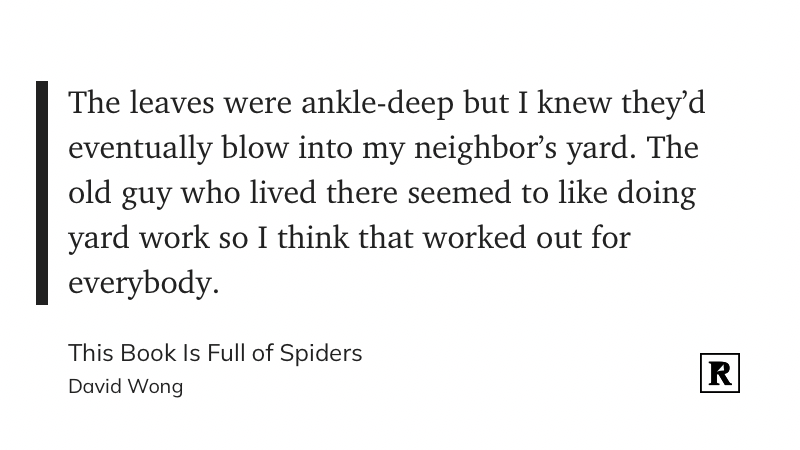 The leaves were ankle-deep but I knew they’d
eventually blow into my neighbor’s yard. The
old guy who lived there seemed to like doing
yard work so I think that worked out for
everybody.
This Book Is Full of Spiders
David Wong
R